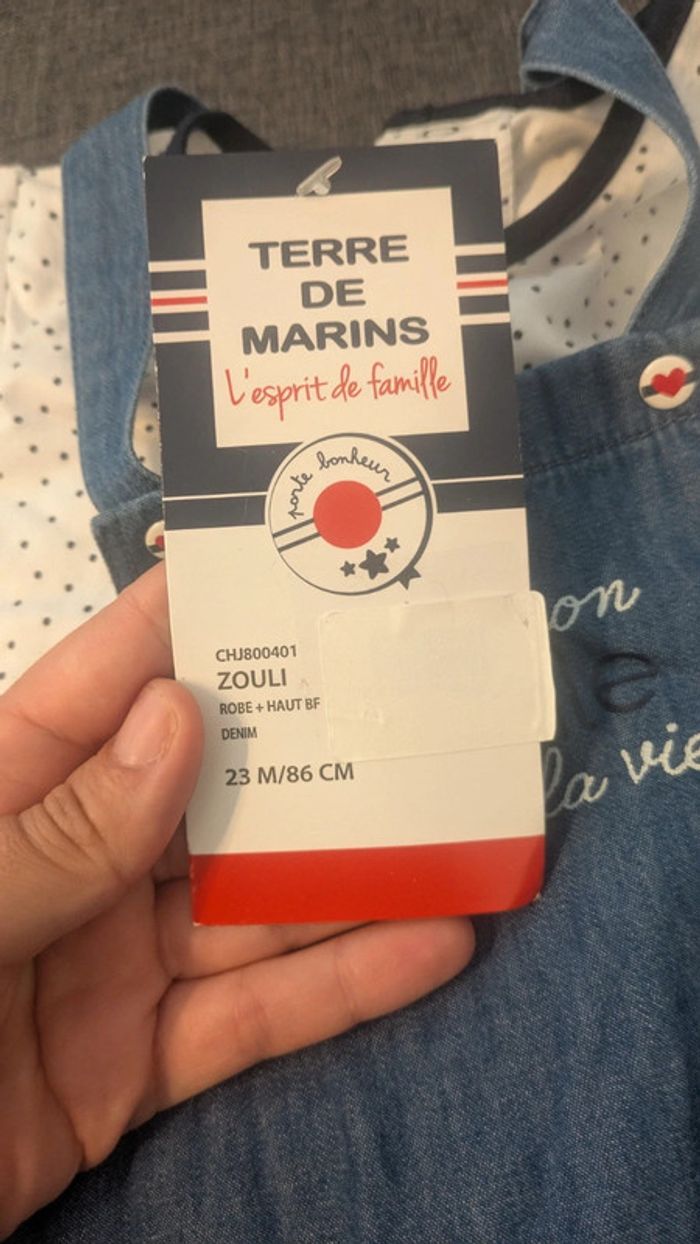 TERRE
DE
MARINS
L'esprit de famille
porte bonheur
CHJ800401
ZOULI
ROBE + HAUT BF
DENIM
23 M/86 CM
on
la vie